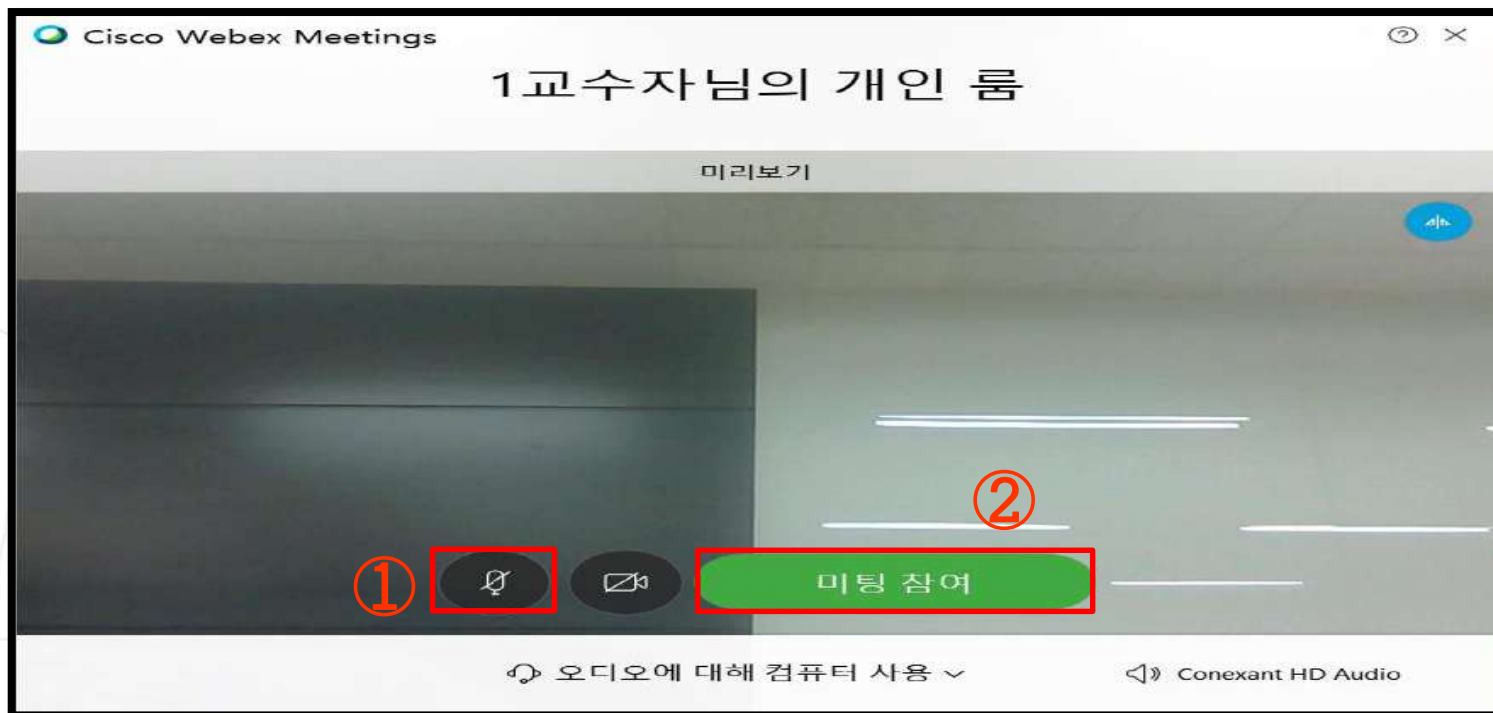 Cisco Webex Meetings
1교수자님의 개인 룸
미리보기
②
① 미팅 참여
오디오에 대해 컴퓨터 사용 Conexant HD Audio